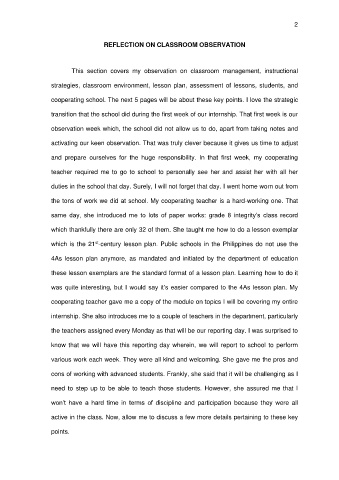 2
REFLECTION ON CLASSROOM OBSERVATION
This section covers my observation on classroom management, instructional
strategies, classroom environment, lesson plan, assessment of lessons, students, and
cooperating school. The next 5 pages will be about these key points. I love the strategic
transition that the school did during the first week of our internship. That first week is our
observation week which, the school did not allow us to do, apart from taking notes and
activating our keen observation. That was truly clever because it gives us time to adjust
and prepare ourselves for the huge responsibility. In that first week, my cooperating
teacher required me to go to school to personally see her and assist her with all her
duties in the school that day. Surely, I will not forget that day. I went home worn out from
the tons of work we did at school. My cooperating teacher is a hard-working one. That
same day, she introduced me to lots of paper works: grade 8 integrity's class record
which thankfully there are only 32 of them. She taught me how to do a lesson exemplar
which is the 21st-century lesson plan. Public schools in the Philippines do not use the
4As lesson plan anymore, as mandated and initiated by the department of education
these lesson exemplars are the standard format of a lesson plan. Learning how to do it
was quite interesting, but I would say it's easier compared to the 4As lesson plan. My
cooperating teacher gave me a copy of the module on topics I will be covering my entire
internship. She also introduces me to a couple of teachers in the department, particularly
the teachers assigned every Monday as that will be our reporting day. I was surprised to
know that we will have this reporting day wherein, we will report to school to perform
various work each week. They were all kind and welcoming. She gave me the pros and
cons of working with advanced students. Frankly, she said that it will be challenging as I
need to step up to be able to teach those students. However, she assured me that I
won't have a hard time in terms of discipline and participation because they were all
active in the class. Now, allow me to discuss a few more details pertaining to these key
points.